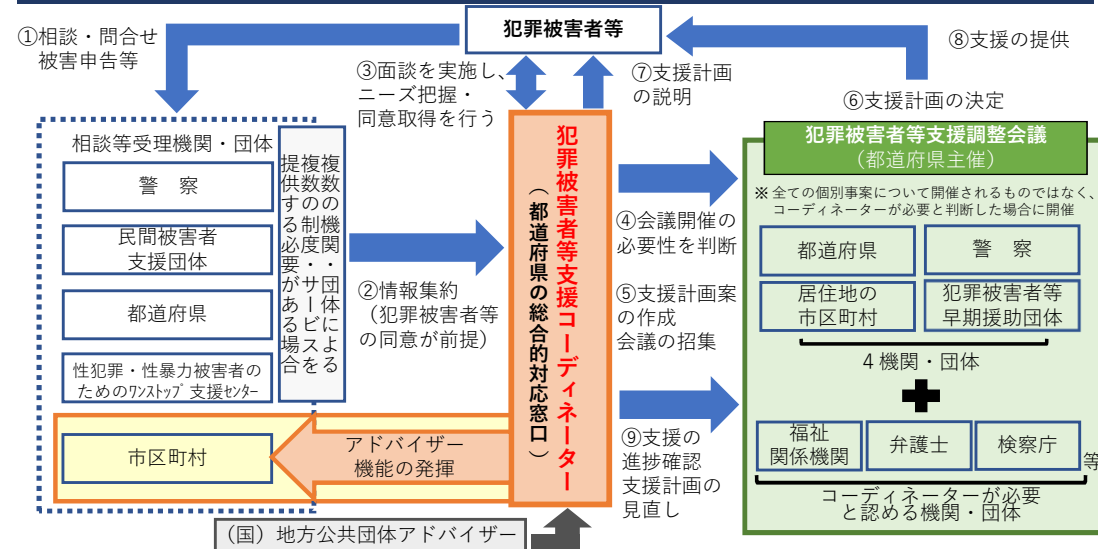 犯罪被害者等
①相談・問合せ
被害申告等
③面談を実施し、
ニーズ把握・
同意取得を行う
⑦支援計画
の説明
⑧支援の提供
⑥支援計画の決定
相談等受理機関・団体
警　察
民間被害者
支援団体
都道府県
性犯罪・性暴力被害者の
ためのﾜﾝｽﾄｯﾌﾟ支援ｾﾝﾀｰ
市区町村
複数の機関・団体による
複数の制度・サービスを
提供する必要がある場合
②情報集約
（犯罪被害者等
の同意が前提）
アドバイザー
機能の発揮
犯罪被害者等支援コーディネーター
（都道府県の総合的対応窓口）
（国）地方公共団体アドバイザー
④会議開催の
必要性を判断
⑤支援計画案
の作成
会議の招集
⑨支援の
進捗確認
支援計画の
見直し
犯罪被害者等支援調整会議
（都道府県主催）
※全ての個別事案について開催されるものではなく、
コーディネーターが必要と判断した場合に開催
都道府県
警　察
居住地の
市区町村
犯罪被害者等
早期援助団体
４機関・団体
福祉
関係機関
弁護士
検察庁
等
コーディネーターが必要
と認める機関・団体